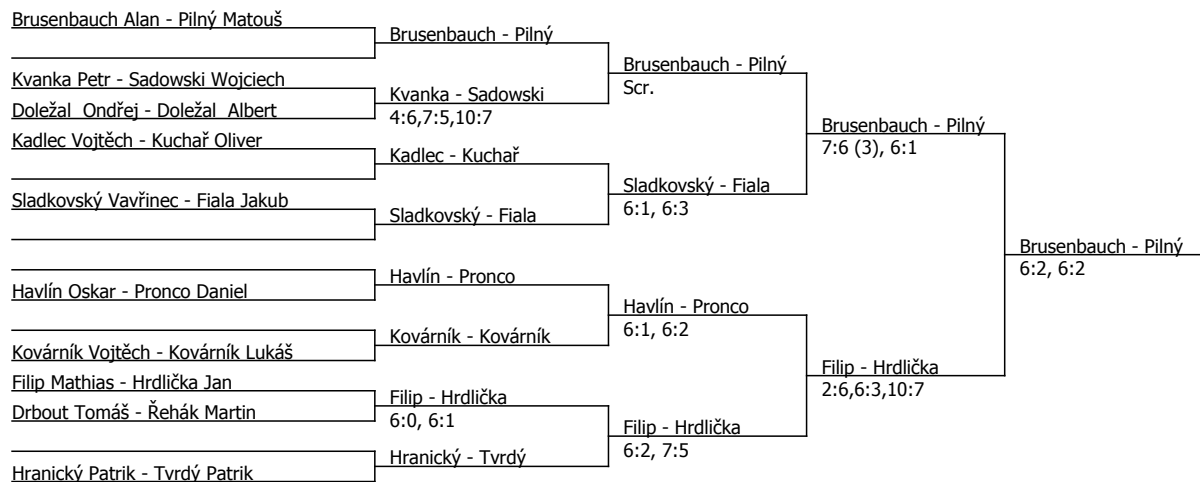 Brusenbauch Alan - Pilný Matouš
Brusenbauch - Pilný
Brusenbauch - Pilný
Scr.
Kvanka Petr - Sadowski Wojciech
Kvanka - Sadowski
4:6,7:5,10:7
Doležal  Ondřej - Doležal  Albert
Brusenbauch - Pilný
7:6 (3), 6:1
Kadlec Vojtěch - Kuchař Oliver
Kadlec - Kuchař
Sladkovský - Fiala
6:1, 6:3
Sladkovský Vavřinec - Fiala Jakub
Sladkovský - Fiala
Brusenbauch - Pilný
6:2, 6:2
Havlín - Pronco
Havlín Oskar - Pronco Daniel
Havlín - Pronco
6:1, 6:2
Kovárník - Kovárník
Kovárník Vojtěch - Kovárník Lukáš
Filip - Hrdlička
2:6,6:3,10:7
Filip Mathias - Hrdlička Jan
Filip - Hrdlička
6:0, 6:1
Drbout Tomáš - Řehák Martin
Filip - Hrdlička
6:2, 7:5
Hranický - Tvrdý
Hranický Patrik - Tvrdý Patrik